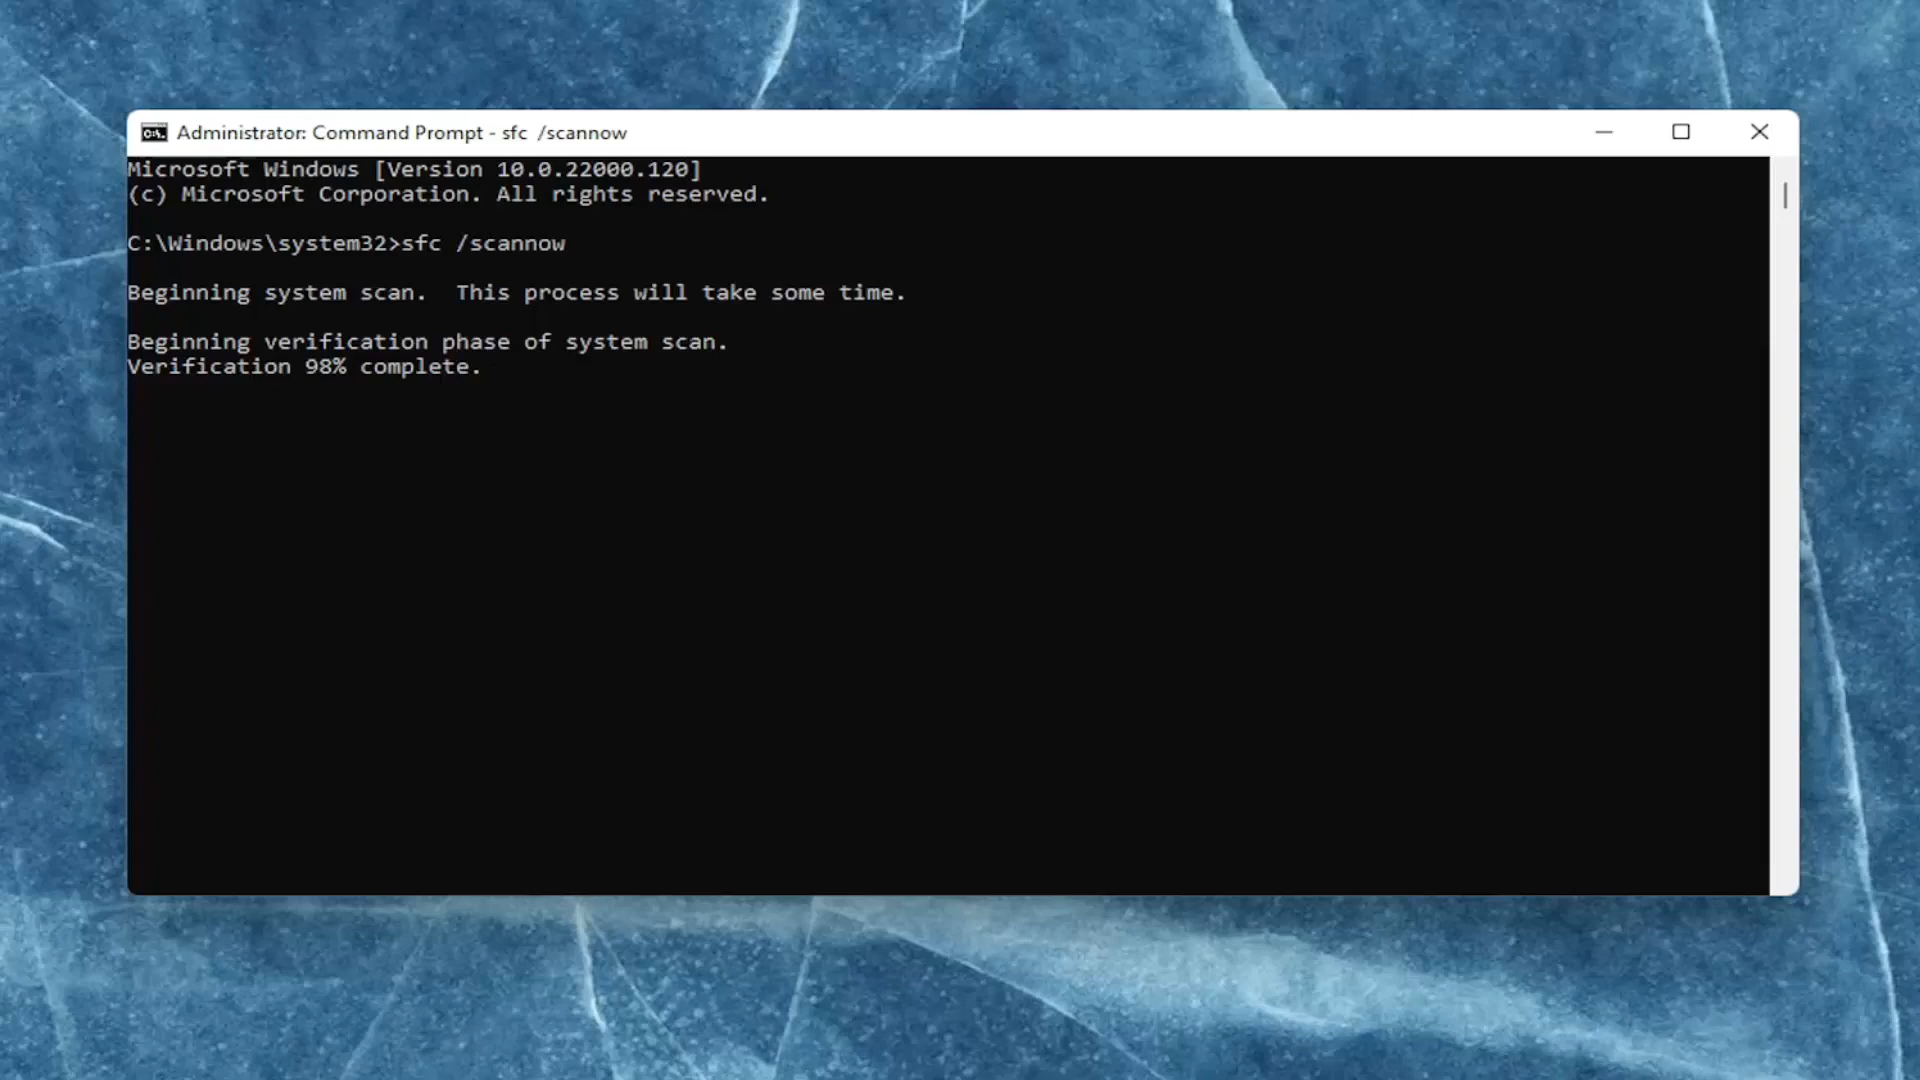 Administrator: Command Prompt - sfc  /scannow
Microsoft Windows [Version 10.0.22000.120]
(c) Microsoft Corporation. All rights reserved.
C:\Windows\system32>sfc /scannow
Beginning system scan.  This process will take some time.
Beginning verification phase of system scan.
Verification 98% complete.